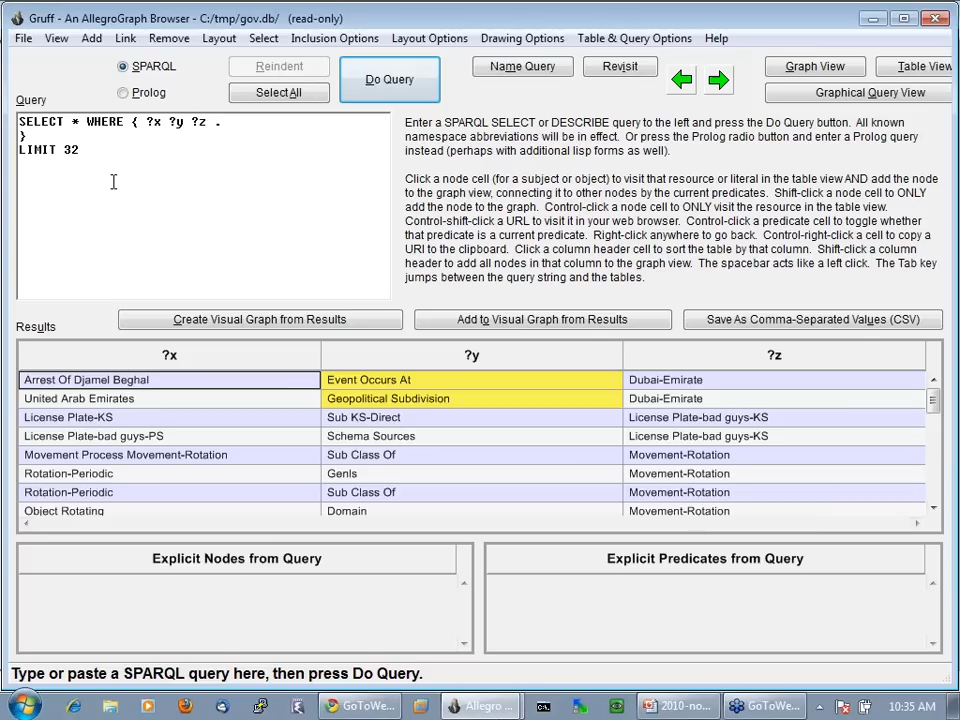 Gruff - An AllegroGraph Browser - C:/tmp/gov.db/   (read-only)
File View Add Link Remove Layout Select Inclusion Options Layout Options Drawing Options Table & Query Options Help
SPARQL Reindent Do Query Name Query Revisit Graph View Table View
Query Prolog Select All Graphical Query View
SELECT * WHERE { ?x ?y ?z .
}
LIMIT 32
Enter a SPARQL SELECT or DESCRIBE query to the left and press the Do Query button.  All known
namespace abbreviations will be in effect.  Or press the Prolog radio button and enter a Prolog query
instead (perhaps with additional lisp forms as well).
Click a node cell (for a subject or object) to visit that resource or literal in the table view AND add the node
to the graph view, connecting it to other nodes by the current predicates.  Shift-click a node cell to ONLY
add the node to the graph.  Control-click a node cell to ONLY visit the resource in the table view.
Control-shift-click a URL to visit it in your web browser.  Control-click a predicate cell to toggle whether
that predicate is a current predicate.  Right-click anywhere to go back.  Control-right-click a cell to copy a
URI to the clipboard.  Click a column header cell to sort the table by that column.  Shift-click a column
header to add all nodes in that column to the graph view.  The spacebar acts like a left click.  The Tab key
jumps between the query string and the tables.
Results Create Visual Graph from Results Add to Visual Graph from Results Save As Comma-Separated Values (CSV)
?x ?y ?z
Arrest Of Djamel Beghal Event Occurs At Dubai-Emirate
United Arab Emirates Geopolitical Subdivision Dubai-Emirate
License Plate-KS Sub KS-Direct License Plate-bad guys-KS
License Plate-bad guys-PS Schema Sources License Plate-bad guys-KS
Movement Process Movement-Rotation Sub Class Of Movement-Rotation
Rotation-Periodic Genls Movement-Rotation
Rotation-Periodic Sub Class Of Movement-Rotation
Object Rotating Domain Movement-Rotation
Explicit Nodes from Query Explicit Predicates from Query
Type or paste a SPARQL query here, then press Do Query.
GoToWe... Allegro ... 2010-no... GoToWe... 10:35 AM